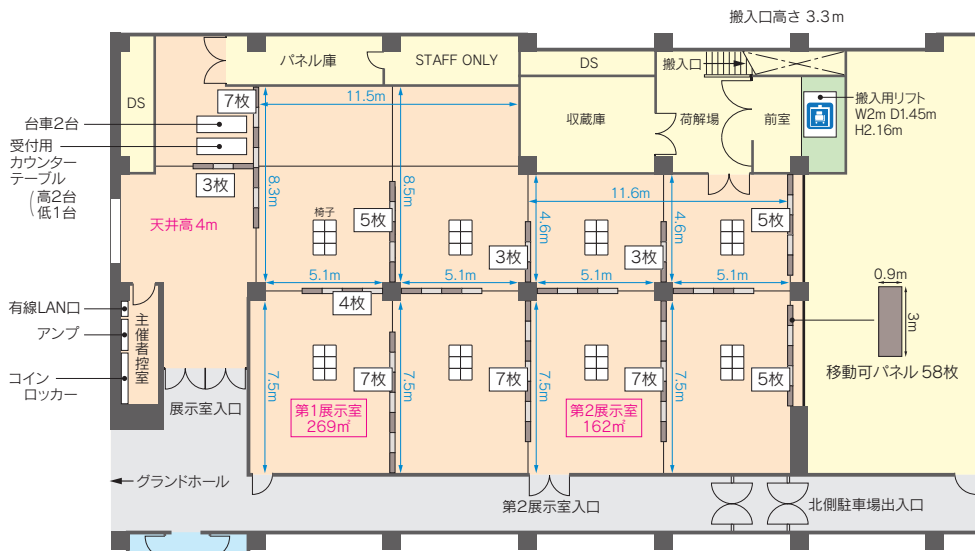 搬入口高さ 3.3m
パネル庫
STAFF ONLY
DS
搬入口
DS
7枚
11.5m
搬入用リフト
W2m D1.45m
H2.16m
台車2台
収蔵庫
荷解場
前室
受付用
カウンター
テーブル
(高2台
低1台
3枚
8.3m
8.5m
11.6m
天井高4m
椅子
5枚
4.6m
4.6m
5枚
3枚
3枚
5.1m
5.1m
5.1m
5.1m
0.9m
3m
4枚
有線LAN口
アンプ
主催者控室
コイン
ロッカー
移動可パネル 58枚
7.5m
7.5m
7.5m
7.5m
7枚
7枚
7枚
5枚
展示室入口
第1展示室
269㎡
第2展示室
162㎡
グランドホール
第2展示室入口
北側駐車場出入口